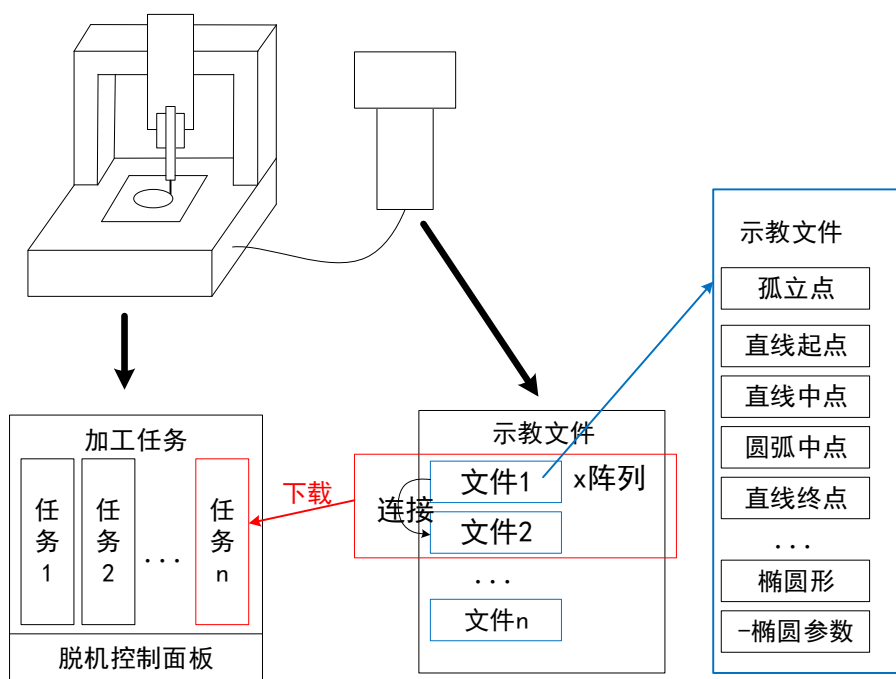 加工任务
任务1
任务2
...
任务n
脱机控制面板
下载
示教文件
文件1
x阵列
连接
文件2
...
文件n
示教文件
孤立点
直线起点
直线中点
圆弧中点
直线终点
...
椭圆形
-椭圆参数